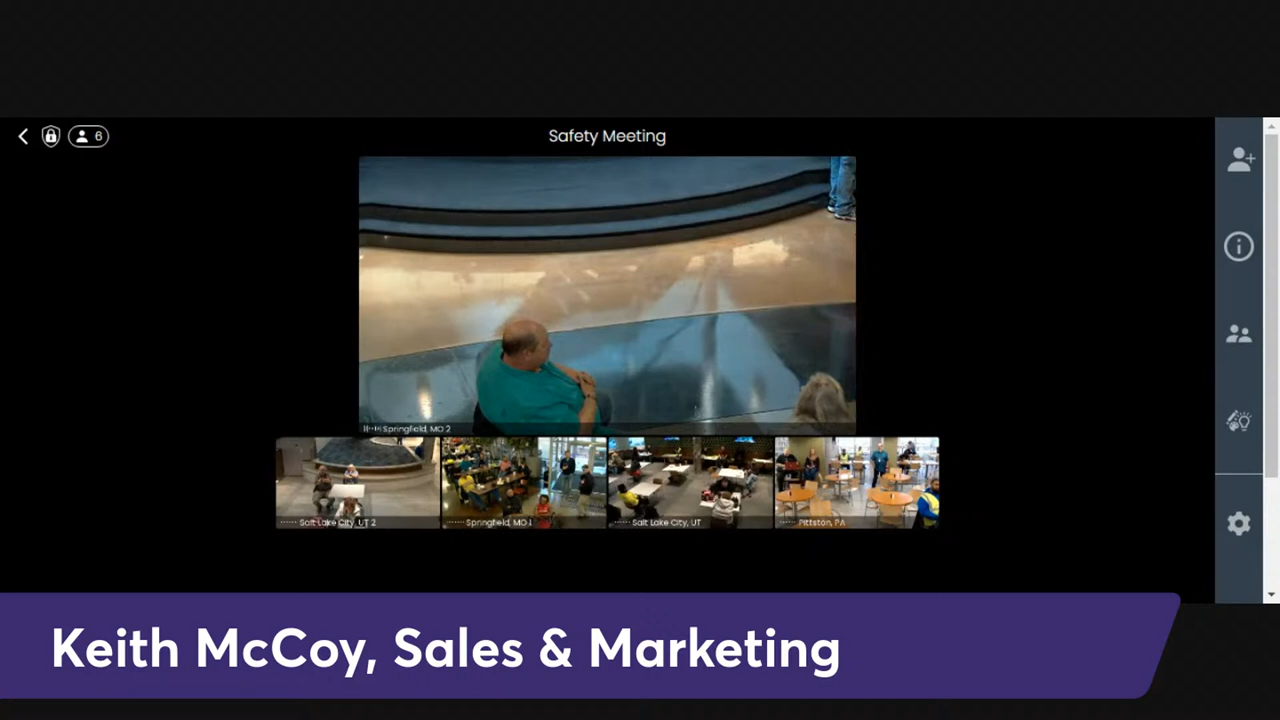 6
Safety Meeting
Springfield, MO 2
Salt Lake City, UT 2
Springfield, MO 1
Salt Lake City, UT
Pittston, PA
Keith McCoy, Sales & Marketing